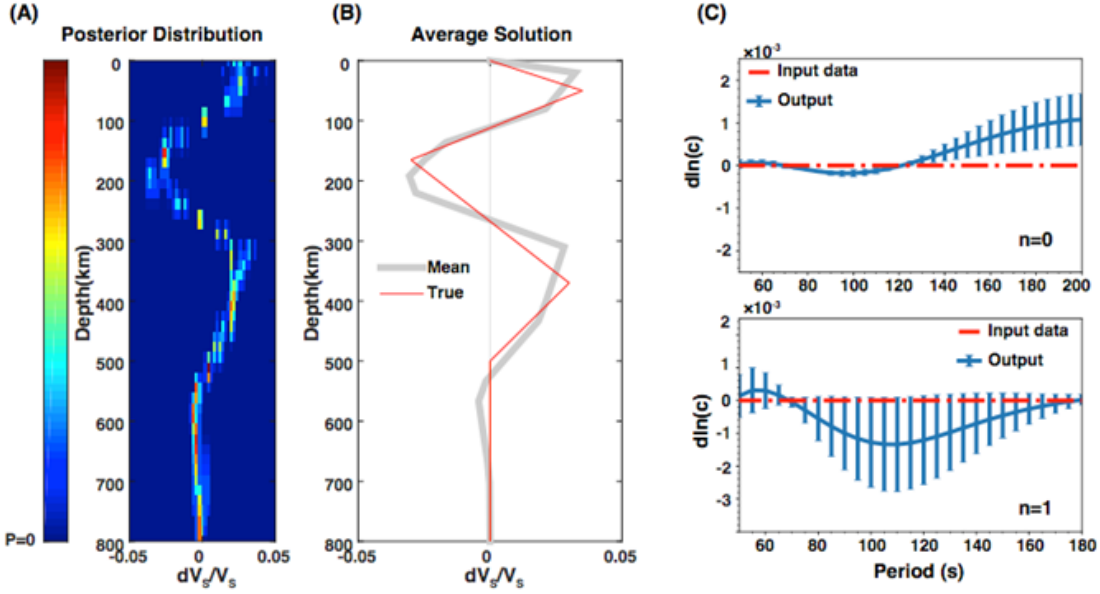 (A)
Posterior Distribution
P=0
0
100
200
300
400
500
600
700
800
Depth(km)
-0.05
0
0.05
dVs/Vs
(B)
Average Solution
0
100
200
300
400
500
600
700
800
Depth(km)
Mean
True
-0.05
0
0.05
dVs/Vs
(C)
×10⁻³
Input data
Output
2
1
0
-1
-2
dln(c)
n=0
60 80 100 120 140 160 180 200
×10⁻³
Input data
Output
2
1
0
-1
-2
-3
dln(c)
n=1
60 80 100 120 140 160 180
Period (s)